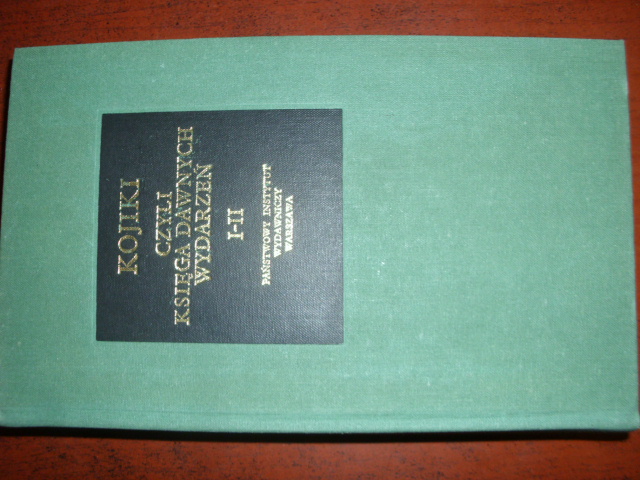 KOJIKI
CZYLI
KSIĘGA DAWNYCH
WYDARZEŃ
I-II
PAŃSTWOWY INSTYTUT
WYDAWNICZY
WARSZAWA